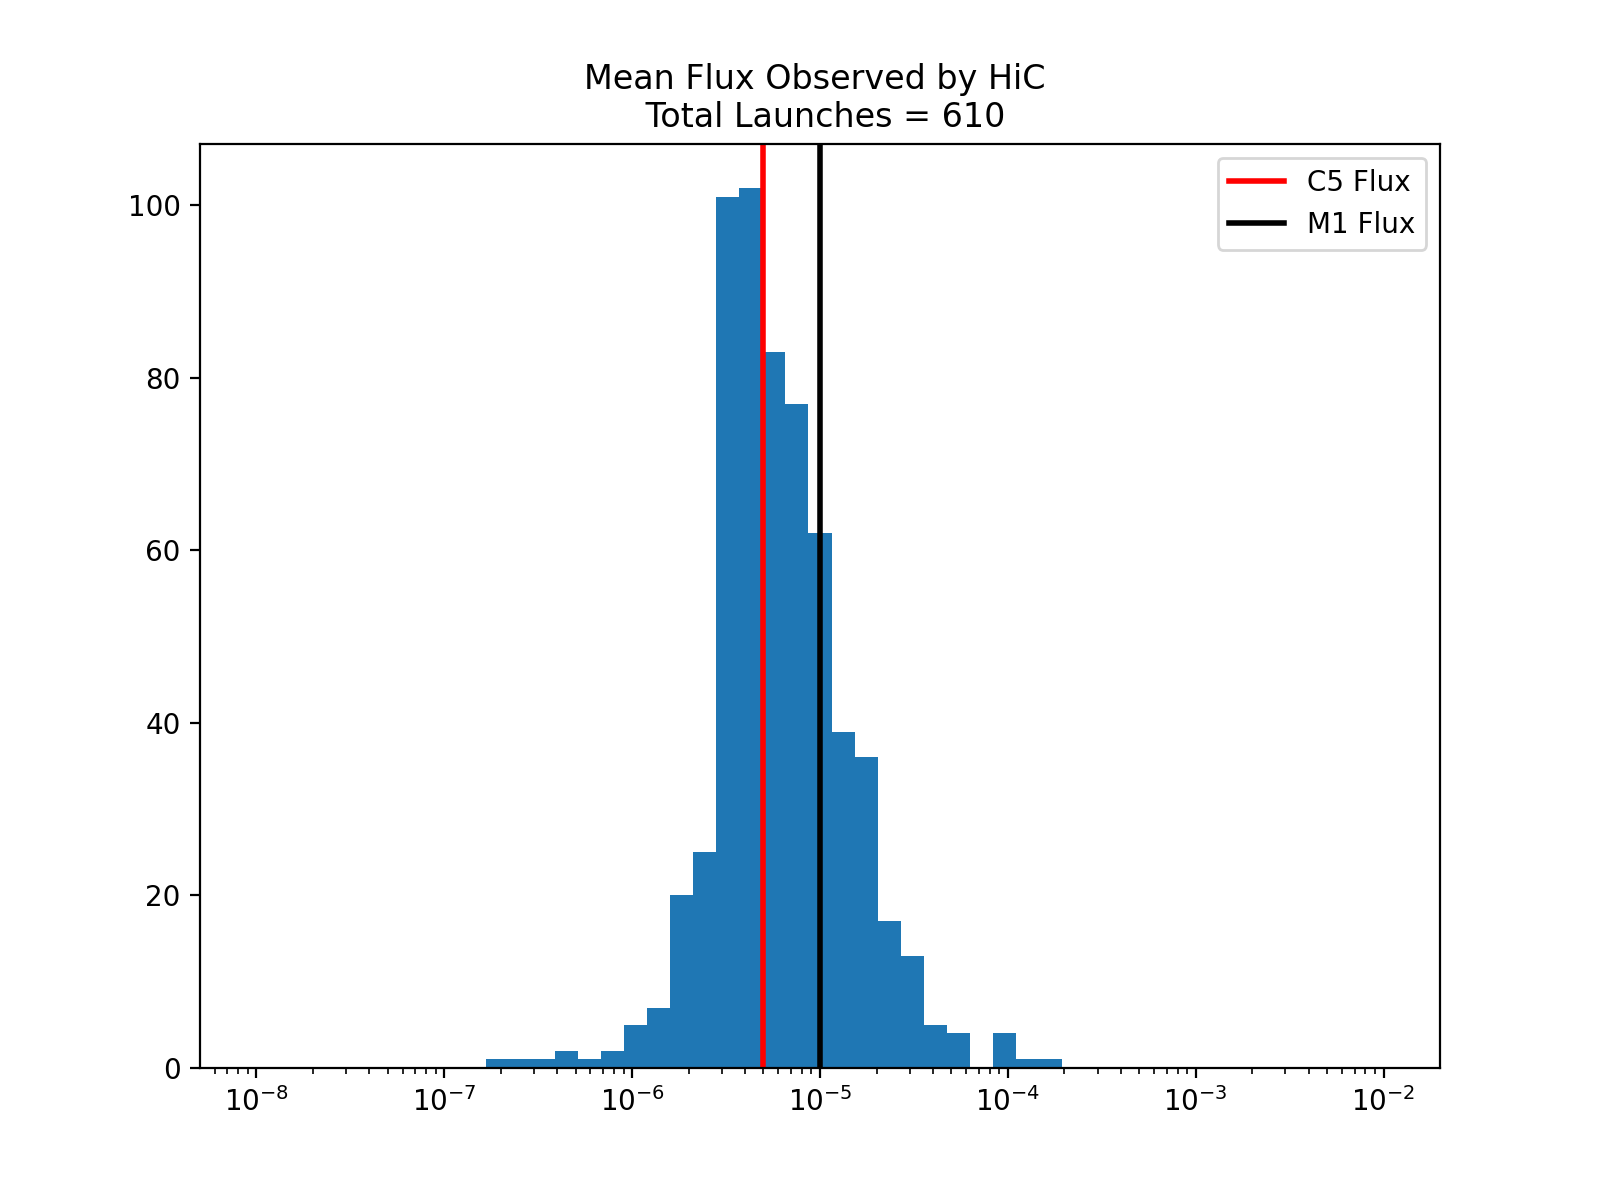 Mean Flux Observed by HiC
Total Launches = 610
C5 Flux
M1 Flux
100
80
60
40
20
0
10⁻⁸ 10⁻⁷ 10⁻⁶ 10⁻⁵ 10⁻⁴ 10⁻³ 10⁻²